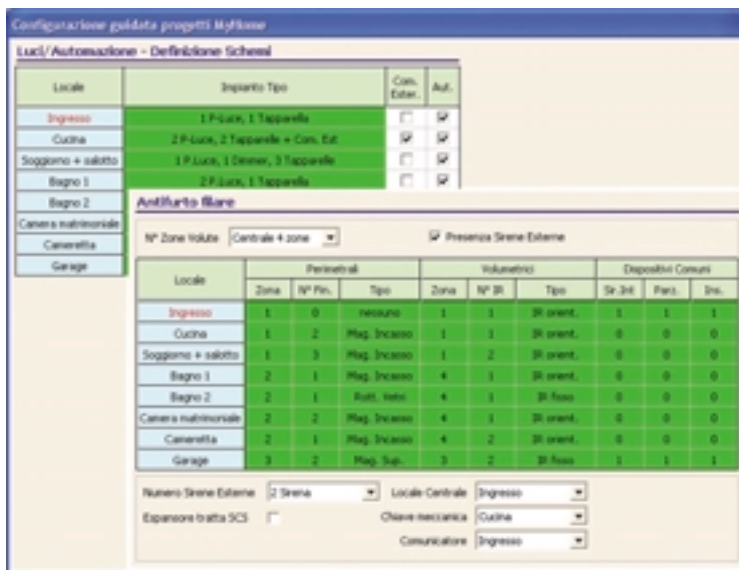 Configurazione guidata progetti MyHome
Luci/Automazione - Definizione Schemi
Locale Impianto Tipo Com. Ester. Aut.
Ingresso 1 P-Luce, 1 Tapparella
Cucina 2 P-Luce, 2 Tapparelle + Com. Est
Soggiorno + salotto 1 P.Luce, 1 Dimmer, 3 Tapparelle
Bagno 1 2 P.Luce, 1 Tapparella
Bagno 2
Camera matrimoniale
Cameretta
Garage
Antifurto filare
N° Zone Volute Centrale 4 zone Presenza Sirene Esterne
Locale Perimetrali Volumetrici Dispositivi Comuni
Zona N° Fin. Tipo Zona N° IR Tipo Sir.Int Parz. Ins.
Ingresso 1 0 nessuno 1 1 IR orient. 1 1 1
Cucina 1 2 Mag. Incasso 1 1 IR orient. 0 0 0
Soggiorno + salotto 1 3 Mag. Incasso 1 2 IR orient. 0 0 0
Bagno 1 2 1 Mag. Incasso 4 1 IR orient. 0 0 0
Bagno 2 2 1 Rott. Vetri 4 1 IR fisso 0 0 0
Camera matrimoniale 2 2 Mag. Incasso 4 1 IR orient. 0 0 0
Cameretta 2 1 Mag. Incasso 4 2 IR orient. 0 0 0
Garage 3 2 Mag. Sup. 3 2 IR fisso 1 1 1
Numero Sirene Esterne 2 Sirena Locale Centrale Ingresso
Espansore tratta SCS Chiave meccanica Cucina
Comunicatore Ingresso